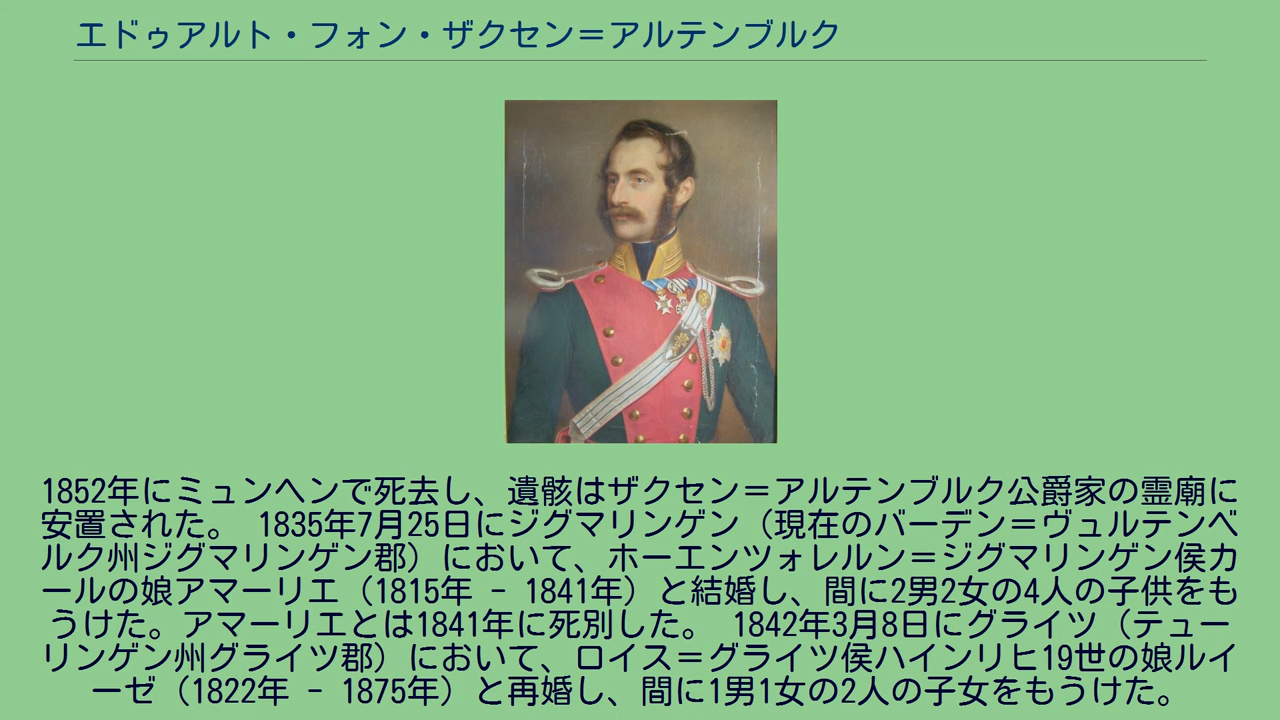 エドゥアルト・フォン・ザクセン＝アルテンブルク
1852年にミュンヘンで死去し、遺骸はザクセン＝アルテンブルク公爵家の霊廟に
安置された。 1835年7月25日にジグマリンゲン（現在のバーデン＝ヴュルテンベ
ルク州ジグマリンゲン郡）において、ホーエンツォレルン＝ジグマリンゲン侯カ
ールの娘アマーリエ（1815年 - 1841年）と結婚し、間に2男2女の4人の子供をも
うけた。アマーリエとは1841年に死別した。 1842年3月8日にグライツ（テュー
リンゲン州グライツ郡）において、ロイス＝グライツ侯ハインリヒ19世の娘ルイ
ーゼ（1822年 - 1875年）と再婚し、間に1男1女の2人の子女をもうけた。